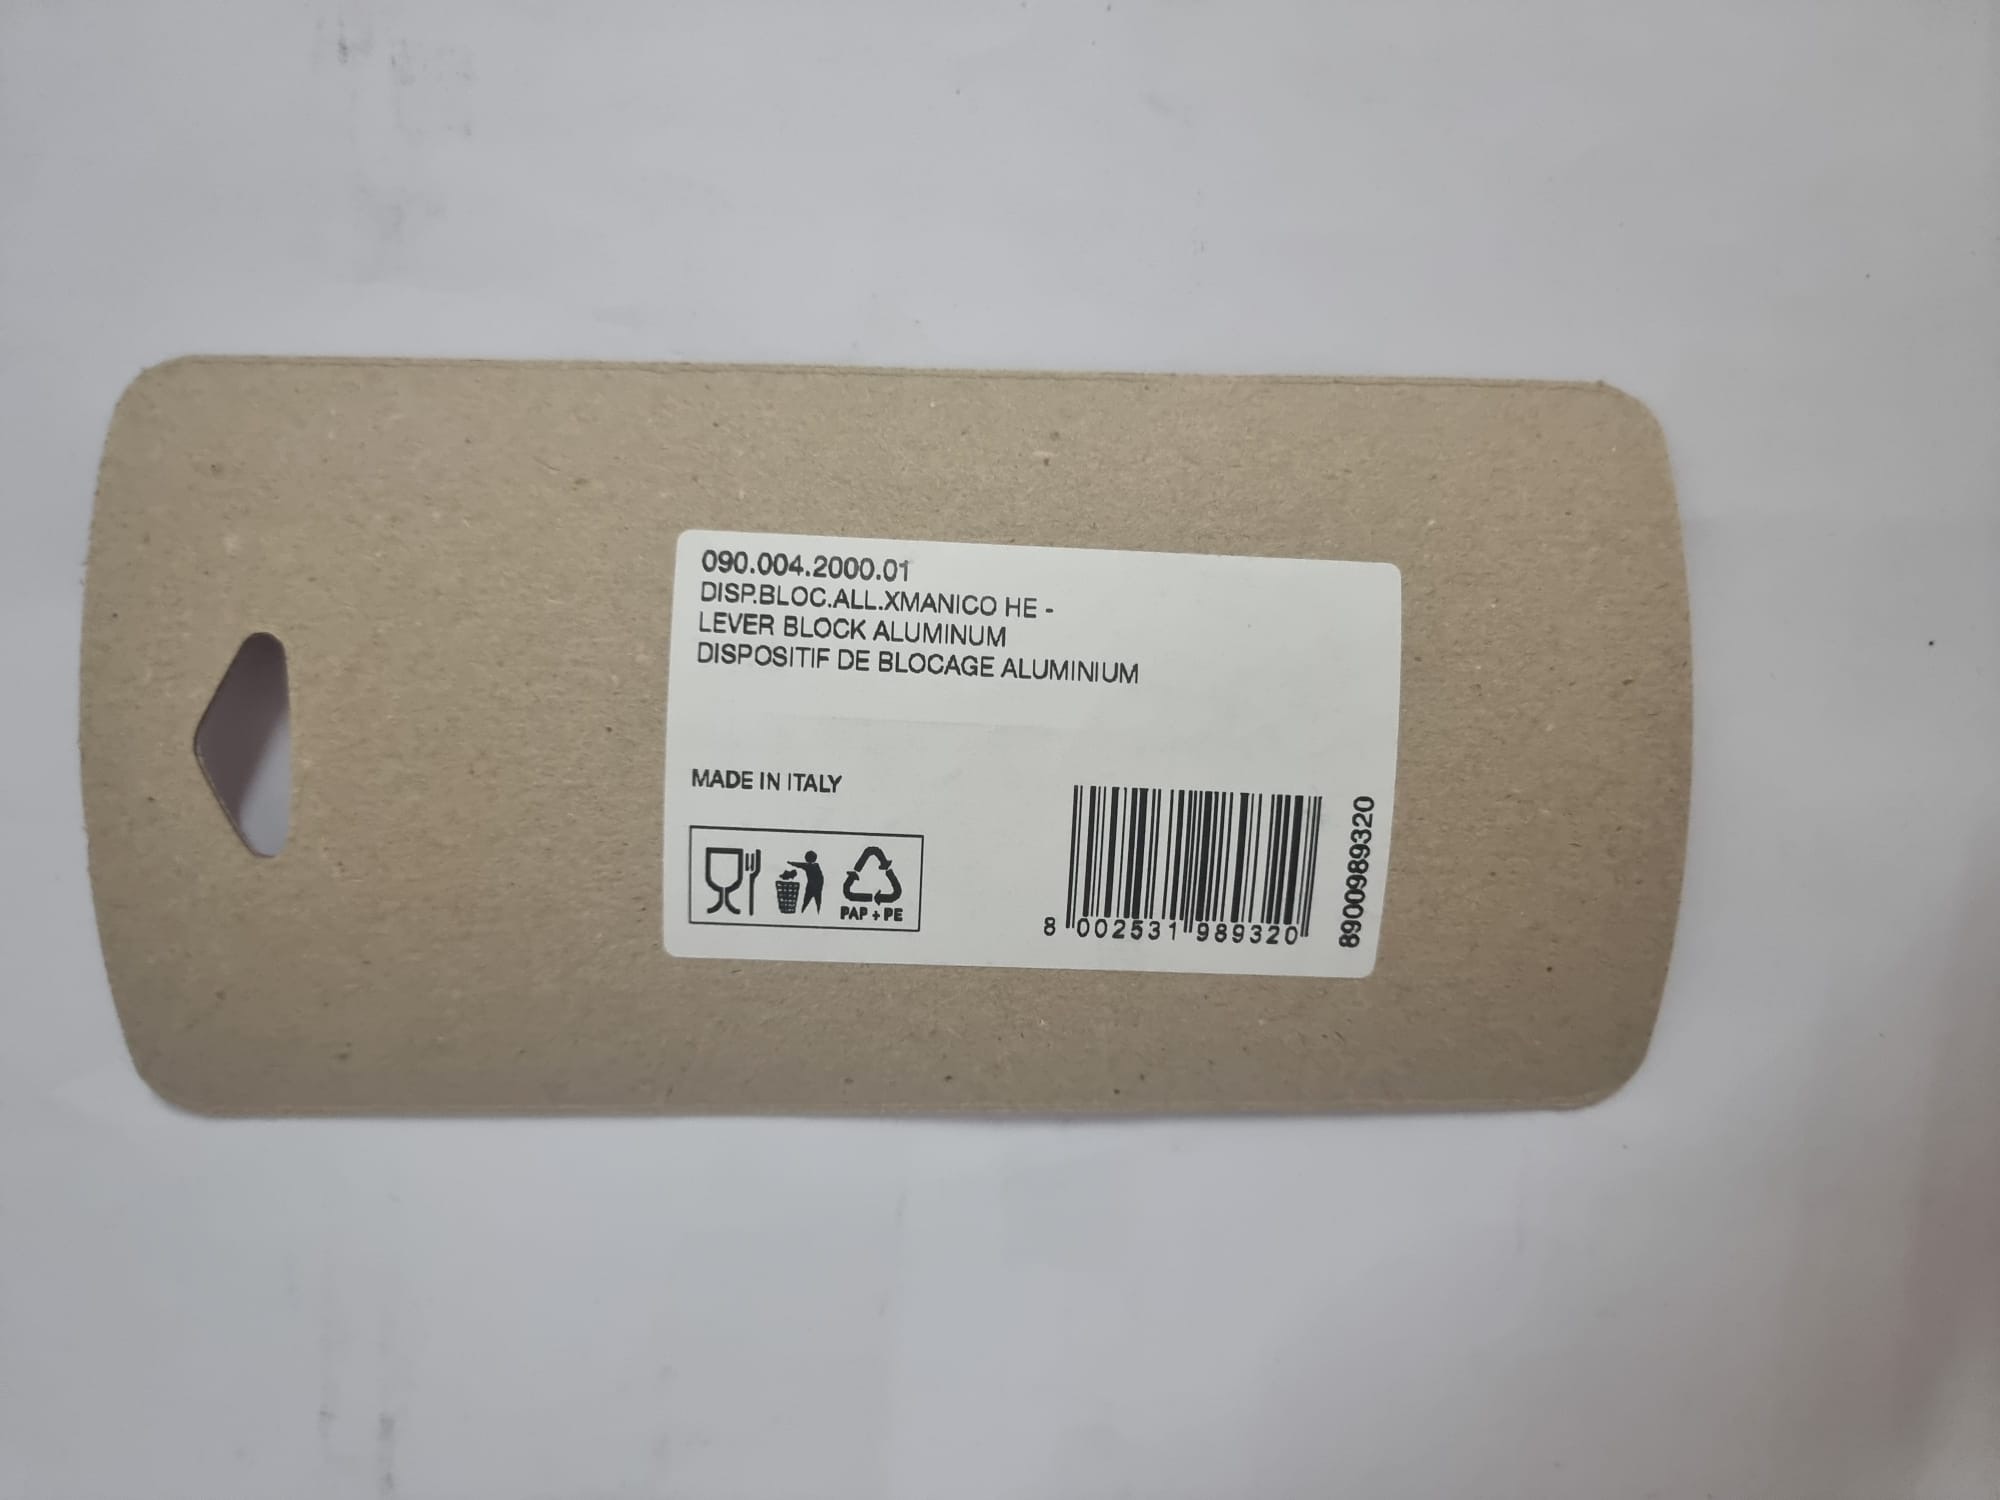 090.004.2000.01
DISP.BLOC.ALL.XMANICO HE -
LEVER BLOCK ALUMINUM
DISPOSITIF DE BLOCAGE ALUMINIUM
MADE IN ITALY
PAP + PE
8 002531 989320
8900989320